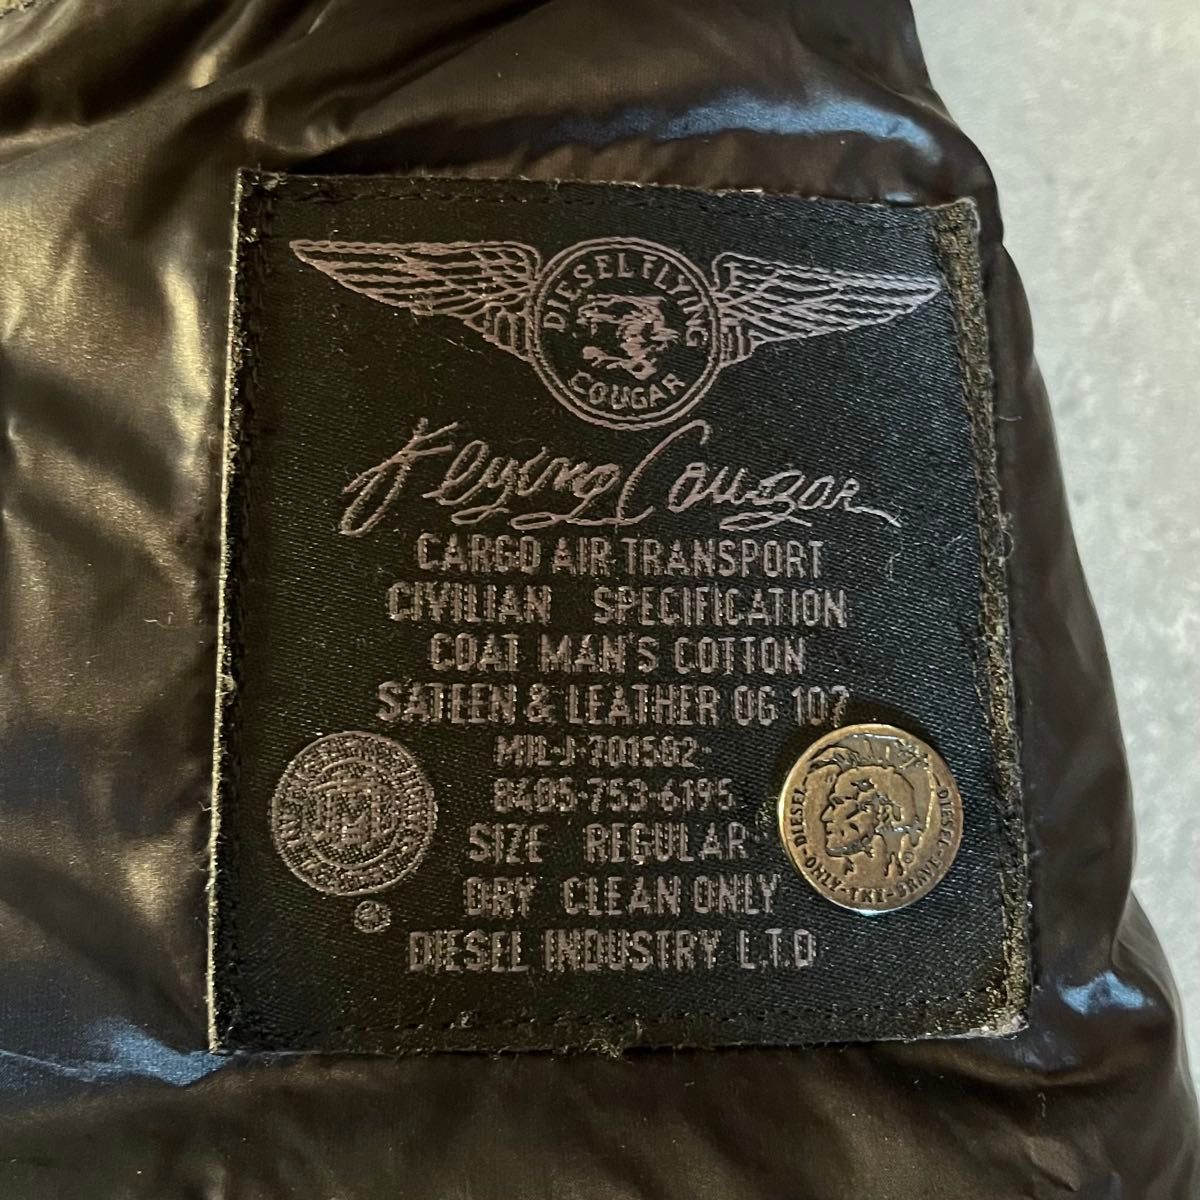 DIESEL FLYING
COUGAR
Flying Cougar
CARGO AIR TRANSPORT
CIVILIAN SPECIFICATION
COAT MAN'S COTTON
SATEEN & LEATHER OG 107
MIL-J-701502-
8405-753-6195
SIZE REGULAR
DRY CLEAN ONLY
DIESEL INDUSTRY L.T.D
DIESEL-ONLY-THE-BRAVE-DIESEL